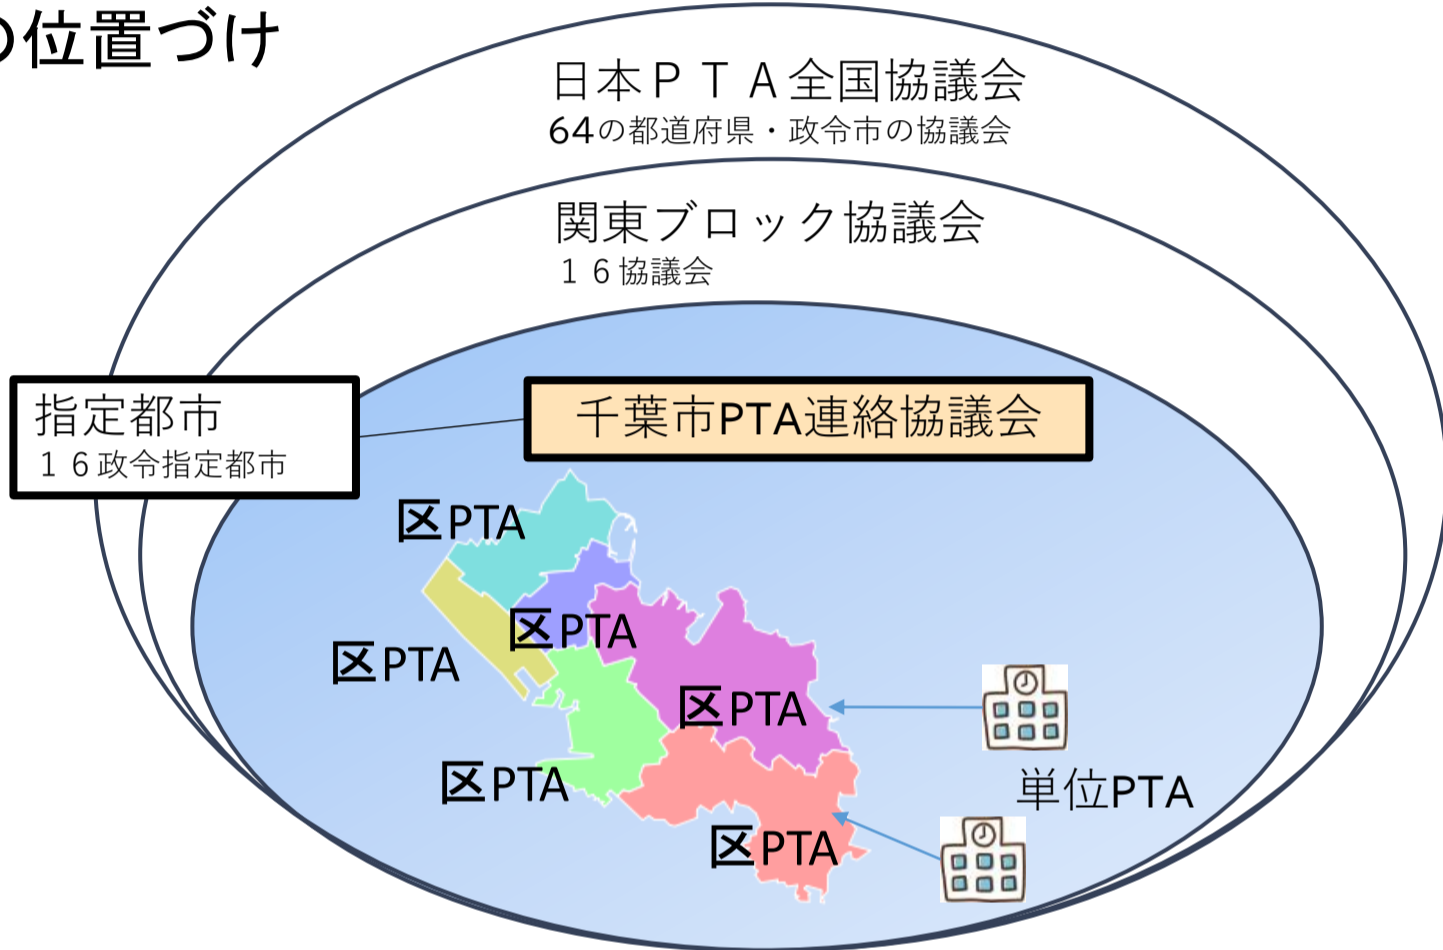 の位置づけ
日本ＰＴＡ全国協議会
64の都道府県・政令市の協議会
関東ブロック協議会
１６協議会
指定都市
１６政令指定都市
千葉市PTA連絡協議会
区PTA
区PTA
区PTA
区PTA
区PTA
区PTA
単位PTA